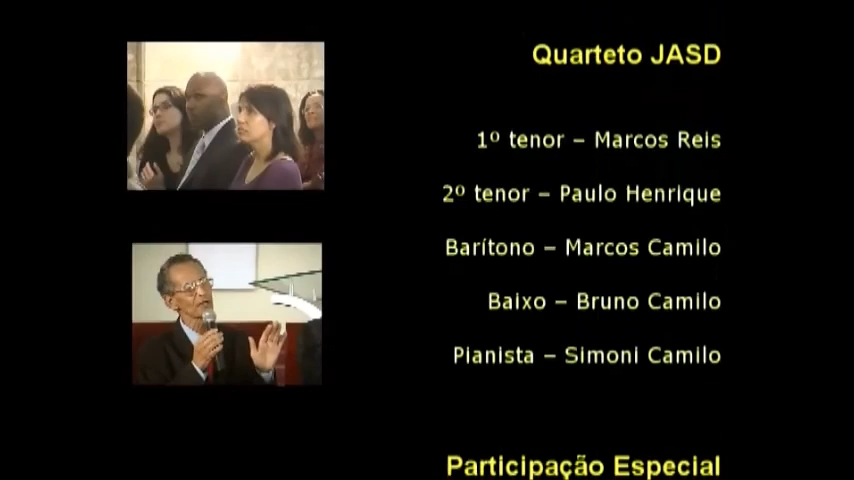 Quarteto JASD
1º tenor – Marcos Reis
2º tenor – Paulo Henrique
Barítono – Marcos Camilo
Baixo – Bruno Camilo
Pianista – Simoni Camilo
Participação Especial